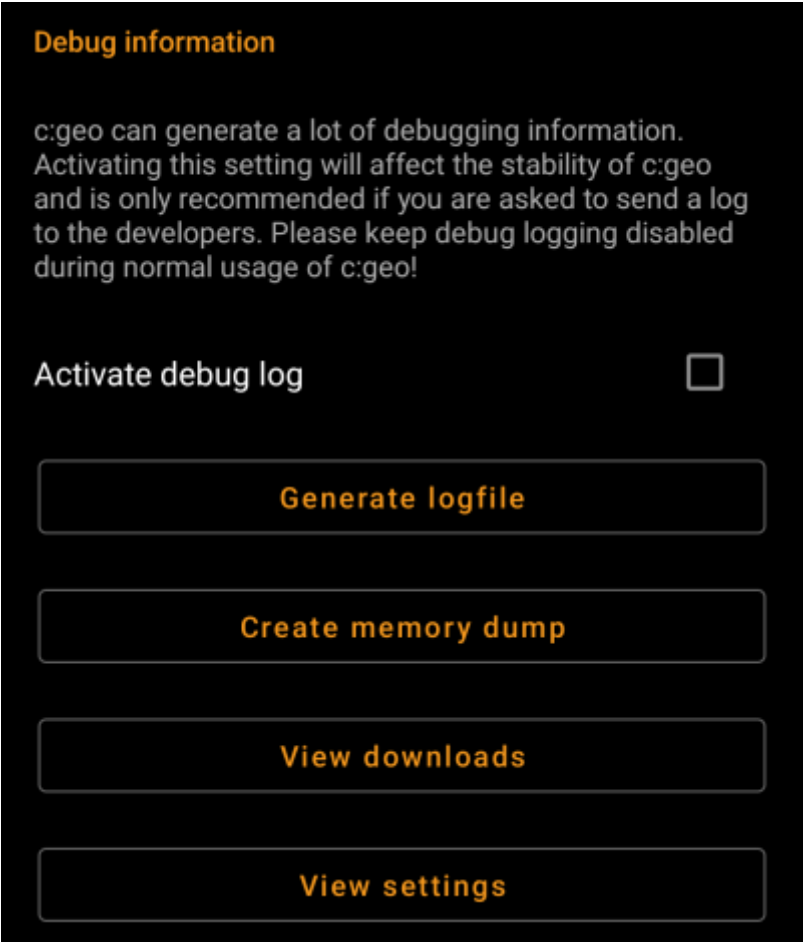 Debug information
c:geo can generate a lot of debugging information.
Activating this setting will affect the stability of c:geo
and is only recommended if you are asked to send a log
to the developers. Please keep debug logging disabled
during normal usage of c:geo!
Activate debug log
Generate logfile
Create memory dump
View downloads
View settings